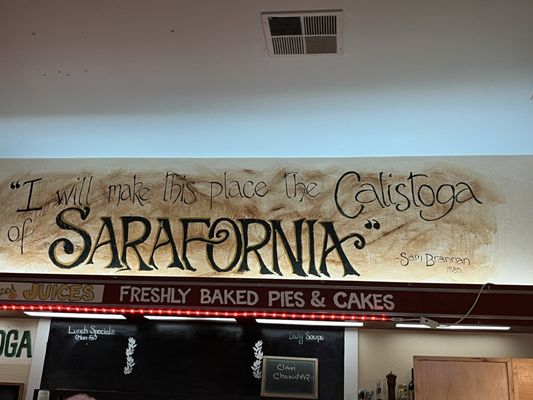 "I will make this place the Calistoga
of SARAFORNIA"
- Sam Brannan
JUICES
FRESHLY BAKED PIES & CAKES
OGA
Lunch Specials
Daily Soups
Clam
Chowder